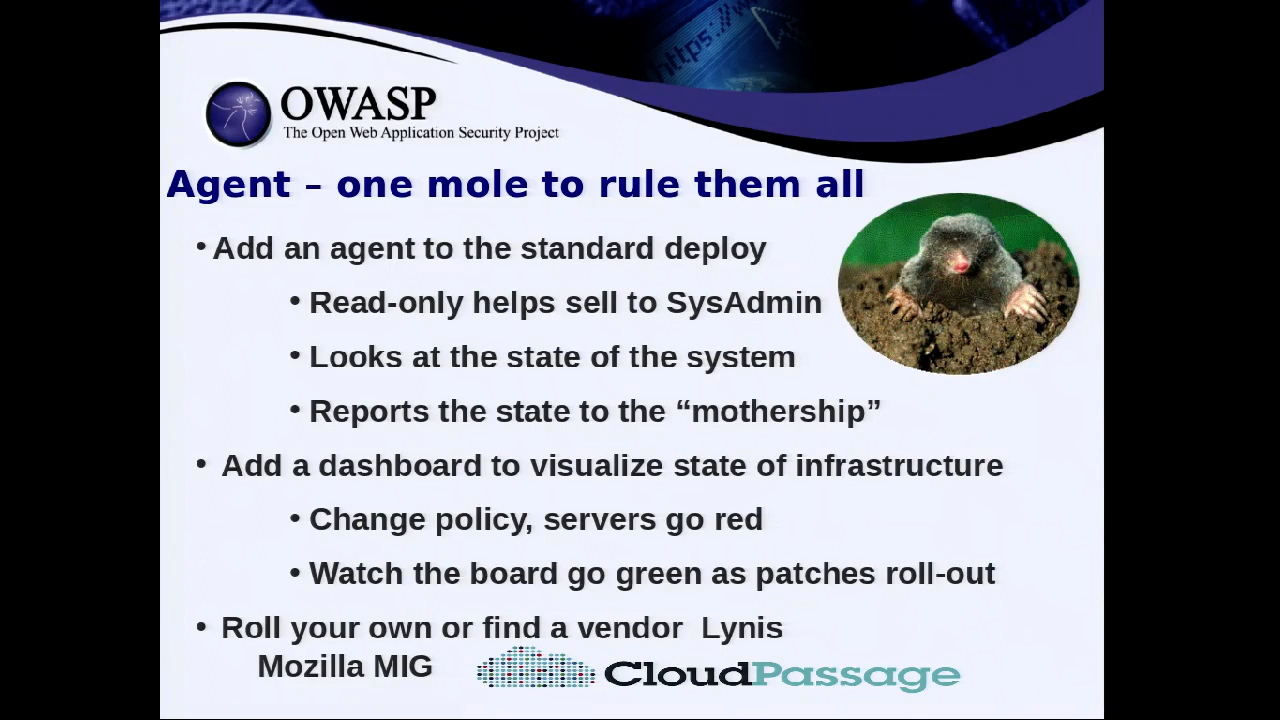 https://w
OWASP
The Open Web Application Security Project
Agent – one mole to rule them all
• Add an agent to the standard deploy
• Read-only helps sell to SysAdmin
• Looks at the state of the system
• Reports the state to the “mothership”
• Add a dashboard to visualize state of infrastructure
• Change policy, servers go red
• Watch the board go green as patches roll-out
• Roll your own or find a vendor  Lynis
Mozilla MIG
CloudPassage